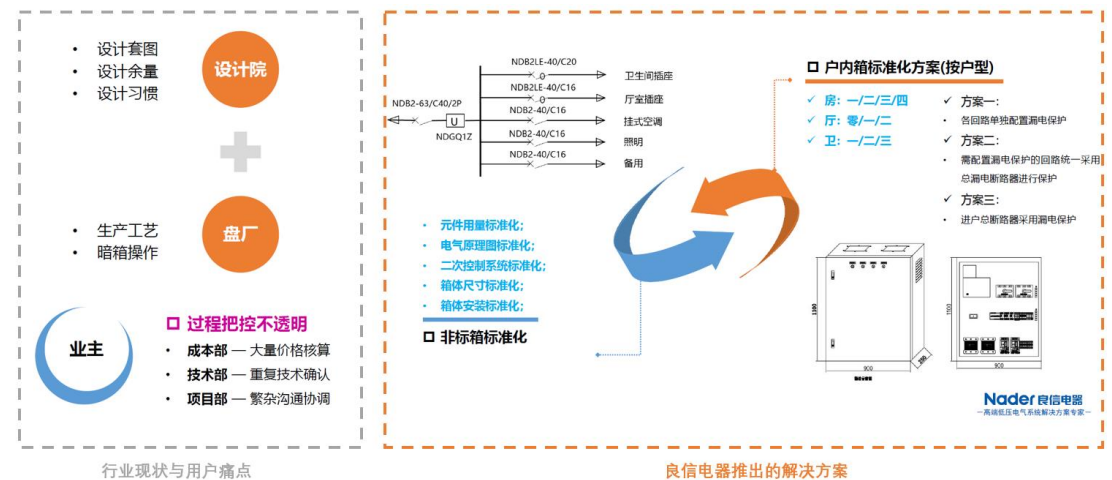 • 设计套图
• 设计余量
• 设计习惯
设计院
• 生产工艺
• 暗箱操作
盘厂
业主
过程把控不透明
• 成本部 — 大量价格核算
• 技术部 — 重复技术确认
• 项目部 — 繁杂沟通协调
行业现状与用户痛点
NDB2-63/C40/2P
U
NDGQ1Z
NDB2LE-40/C20
卫生间插座
NDB2LE-40/C16
厅室插座
NDB2-40/C16
挂式空调
NDB2-40/C16
照明
NDB2-40/C16
备用
• 元件用量标准化；
• 电气原理图标准化；
• 二次控制系统标准化；
• 箱体尺寸标准化；
• 箱体安装标准化；
非标箱标准化
户内箱标准化方案(按户型)
✓ 房：一/二/三/四
✓ 厅：零/一/二
✓ 卫：一/二/三
✓ 方案一：
• 各回路单独配置漏电保护
✓ 方案二：
• 需配置漏电保护的回路统一采用
总漏电断路器进行保护
✓ 方案三：
• 进户总断路器采用漏电保护
900
900
Nader 良信电器
—高端低压电气系统解决方案专家—
良信电器推出的解决方案